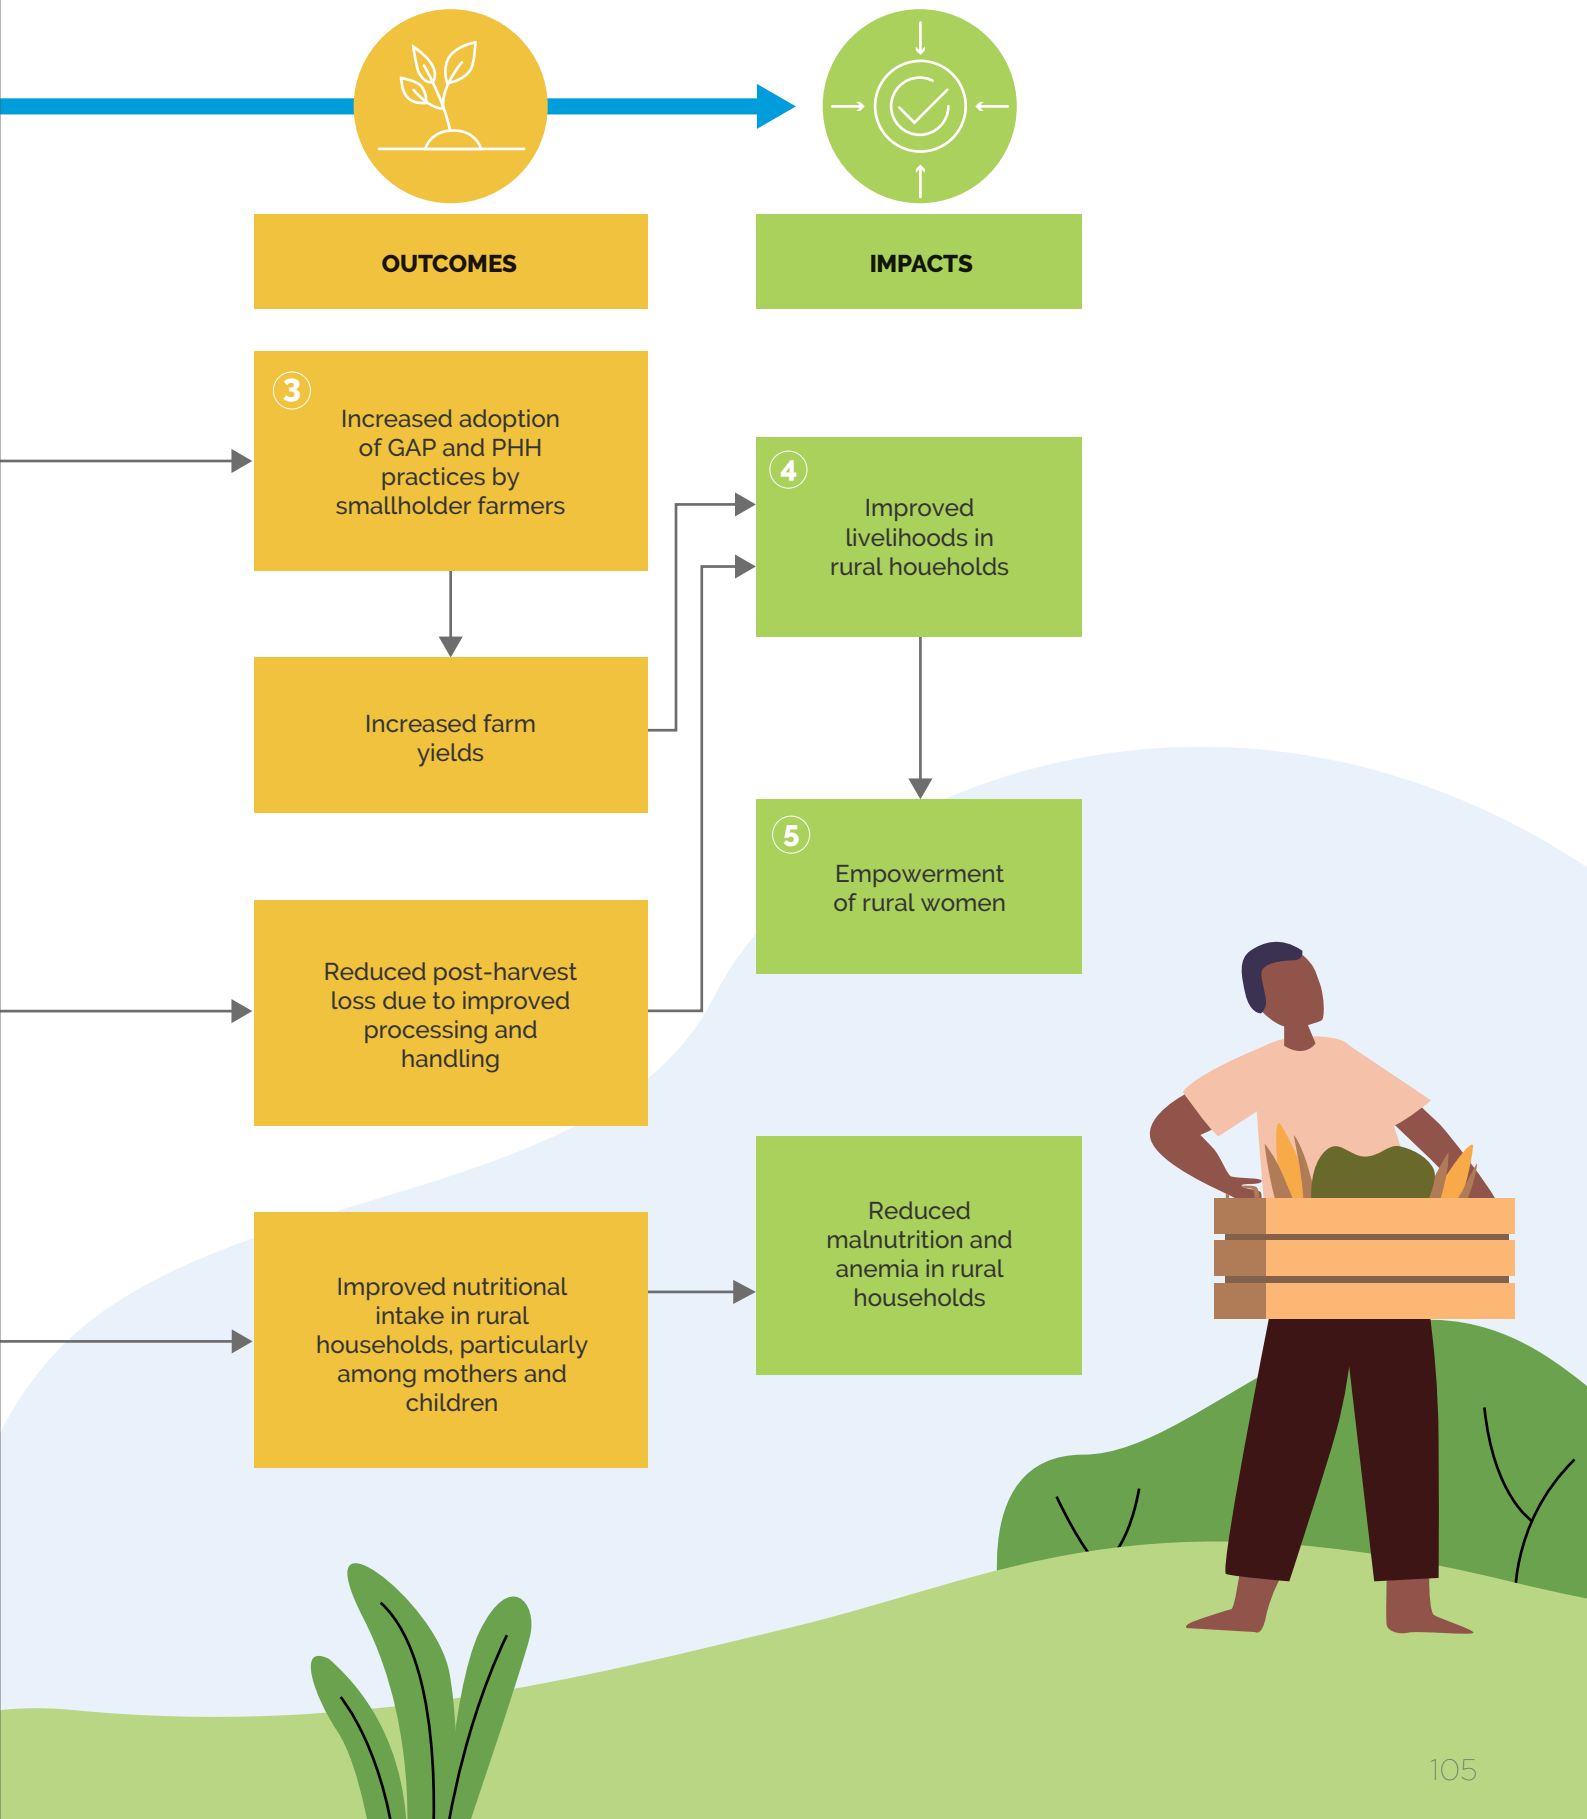 OUTCOMES
IMPACTS
3
Increased adoption
of GAP and PHH
practices by
smallholder farmers
Increased farm
yields
Reduced post-harvest
loss due to improved
processing and
handling
Improved nutritional
intake in rural
households, particularly
among mothers and
children
4
Improved
livelihoods in
rural houeholds
5
Empowerment
of rural women
Reduced
malnutrition and
anemia in rural
households
105